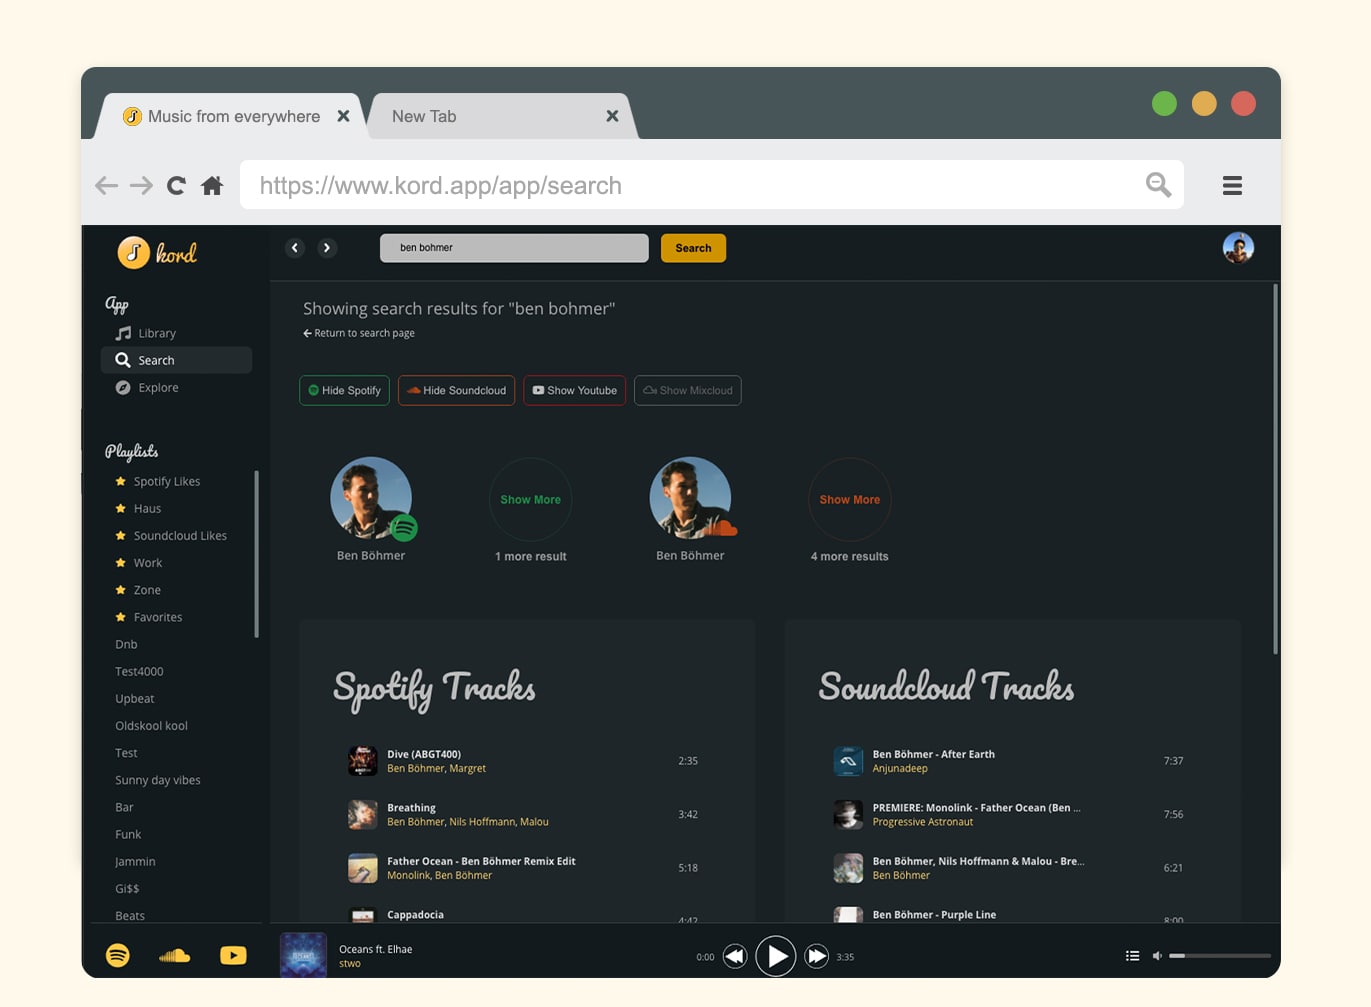 Music from everywhere
New Tab
https://www.kord.app/app/search
kord
ben bohmer
Search
App
Library
Search
Explore
Playlists
Spotify Likes
Haus
Soundcloud Likes
Work
Zone
Favorites
Dnb
Test4000
Upbeat
Oldskool kool
Test
Sunny day vibes
Bar
Funk
Jammin
Gi$$
Beats
Showing search results for "ben bohmer"
Return to search page
Hide Spotify
Hide Soundcloud
Show Youtube
Show Mixcloud
Ben Böhmer
Show More
1 more result
Ben Böhmer
Show More
4 more results
Spotify Tracks
Dive (ABGT400)
Ben Böhmer, Margret
2:35
Breathing
Ben Böhmer, Nils Hoffmann, Malou
3:42
Father Ocean - Ben Böhmer Remix Edit
Monolink, Ben Böhmer
5:18
Cappadocia
4:42
Soundcloud Tracks
Ben Böhmer - After Earth
Anjunadeep
7:37
PREMIERE: Monolink - Father Ocean (Ben ...
Progressive Astronaut
7:56
Ben Böhmer, Nils Hoffmann & Malou - Bre...
Ben Böhmer
6:21
Ben Böhmer - Purple Line
8:00
Oceans ft. Elhae
stwo
0:00
3:35